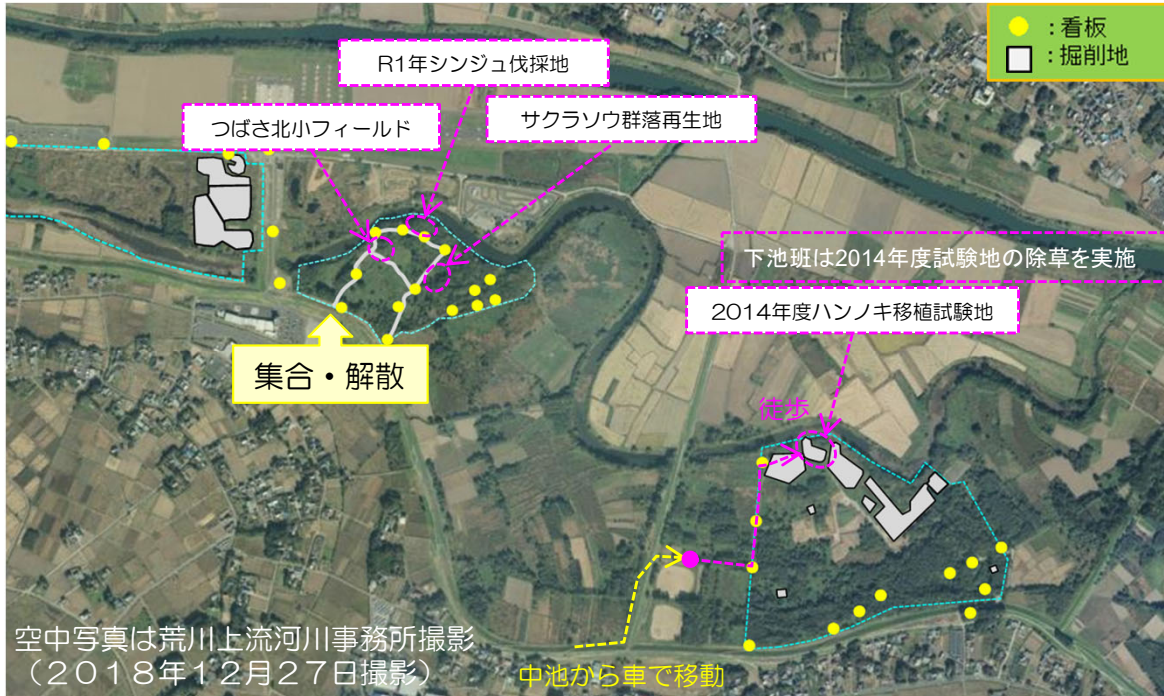 ：看板
：掘削地
R1年シンジュ伐採地
つばさ北小フィールド
サクラソウ群落再生地
下池班は2014年度試験地の除草を実施
2014年度ハンノキ移植試験地
集合・解散
徒歩
空中写真は荒川上流河川事務所撮影
（２０１８年１２月２７日撮影）
中池から車で移動